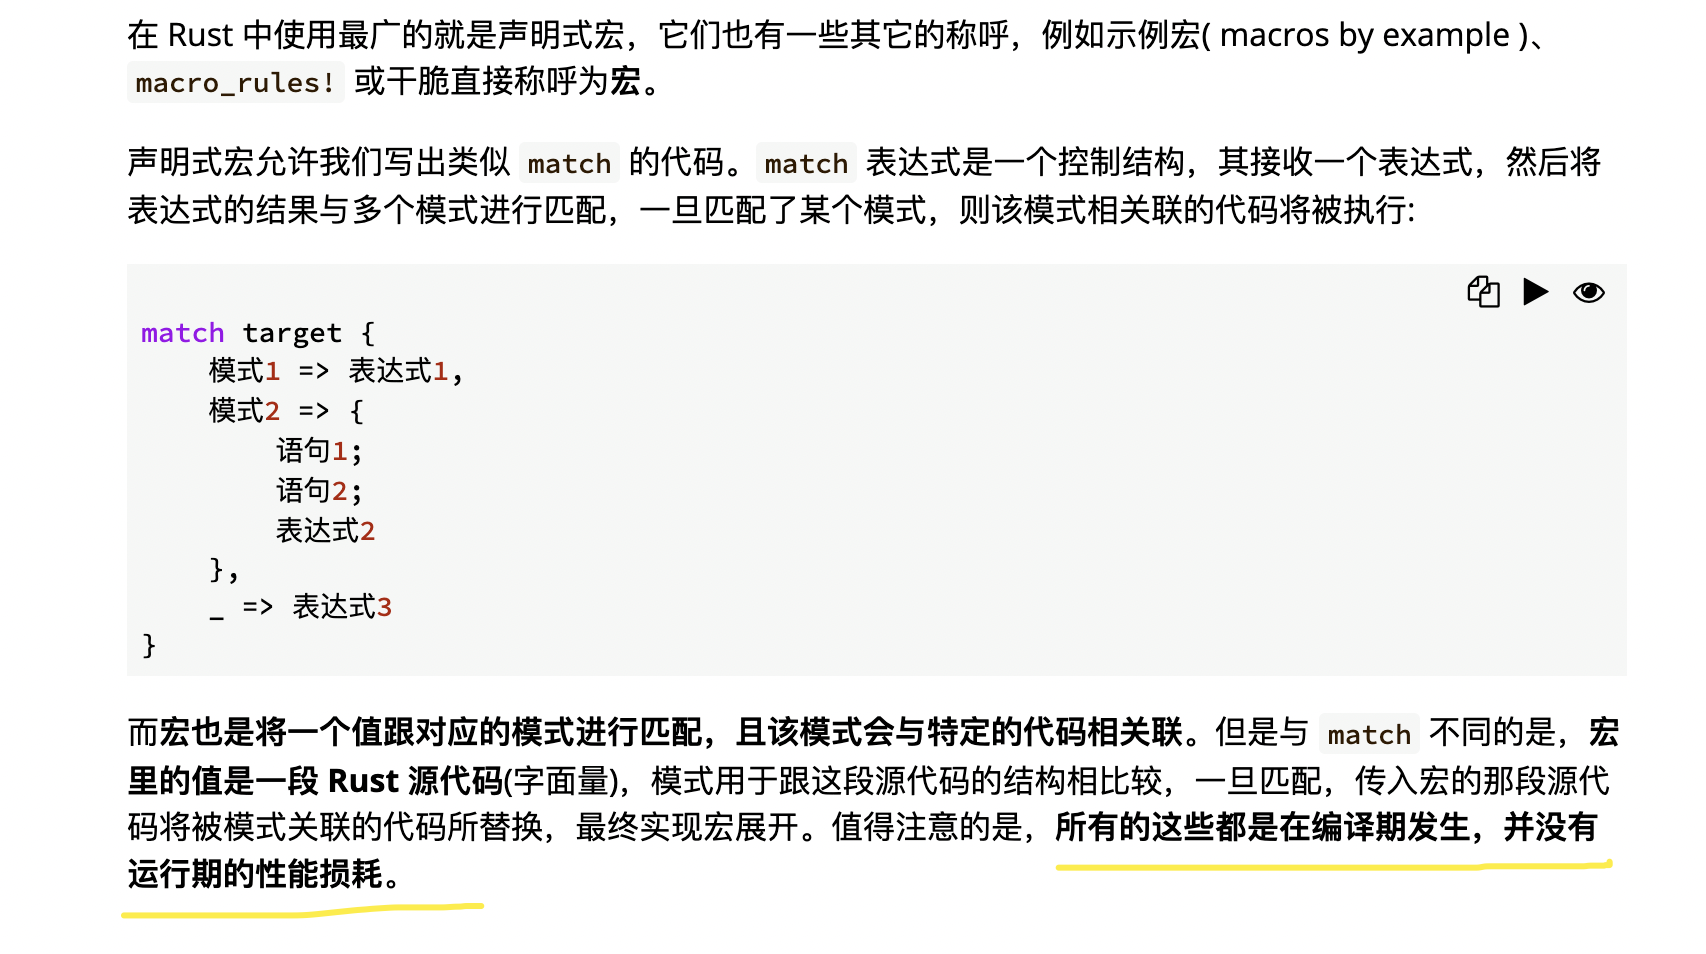 在 Rust 中使用最广的就是声明式宏，它们也有一些其它的称呼，例如示例宏( macros by example )、
macro_rules! 或干脆直接称呼为宏。
声明式宏允许我们写出类似 match 的代码。match 表达式是一个控制结构，其接收一个表达式，然后将
表达式的结果与多个模式进行匹配，一旦匹配了某个模式，则该模式相关联的代码将被执行:
match target {
    模式1 => 表达式1,
    模式2 => {
        语句1;
        语句2;
        表达式2
    },
    _ => 表达式3
}
而宏也是将一个值跟对应的模式进行匹配，且该模式会与特定的代码相关联。但是与 match 不同的是，宏
里的值是一段 Rust 源代码(字面量)，模式用于跟这段源代码的结构相比较，一旦匹配，传入宏的那段源代
码将被模式关联的代码所替换，最终实现宏展开。值得注意的是，所有的这些都是在编译期发生，并没有
运行期的性能损耗。